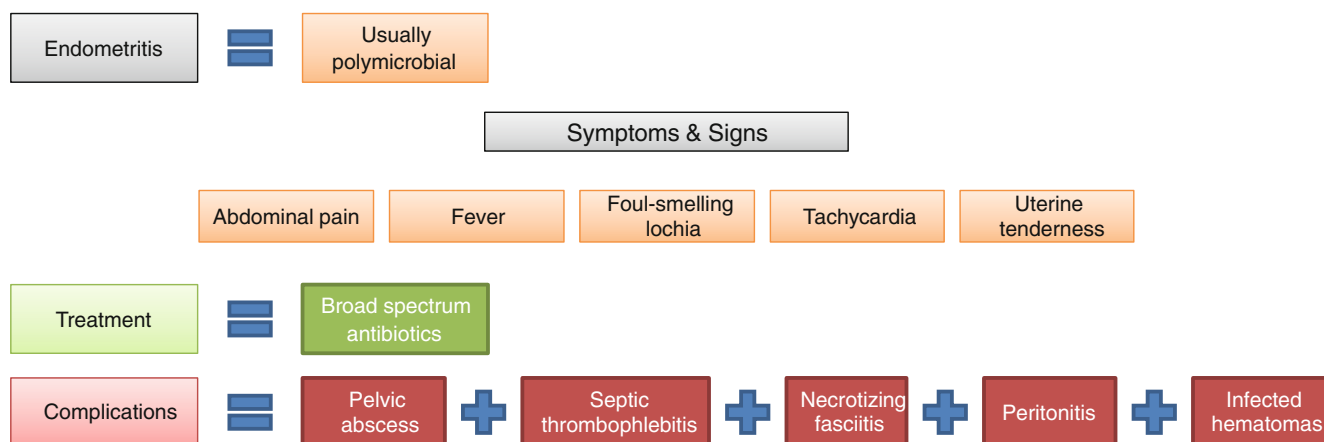 Endometritis
Usually
polymicrobial
Symptoms & Signs
Abdominal pain
Fever
Foul-smelling
lochia
Tachycardia
Uterine
tenderness
Treatment
Broad spectrum
antibiotics
Complications
Pelvic
abscess
Septic
thrombophlebitis
Necrotizing
fasciitis
Peritonitis
Infected
hematomas